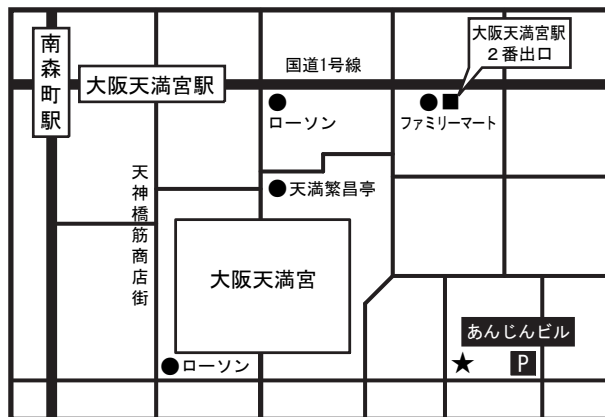 南森町駅
大阪天満宮駅
国道1号線
大阪天満宮駅
2番出口
ローソン
ファミリーマート
天神橋筋商店街
天満繁昌亭
大阪天満宮
あんじんビル
ローソン
P